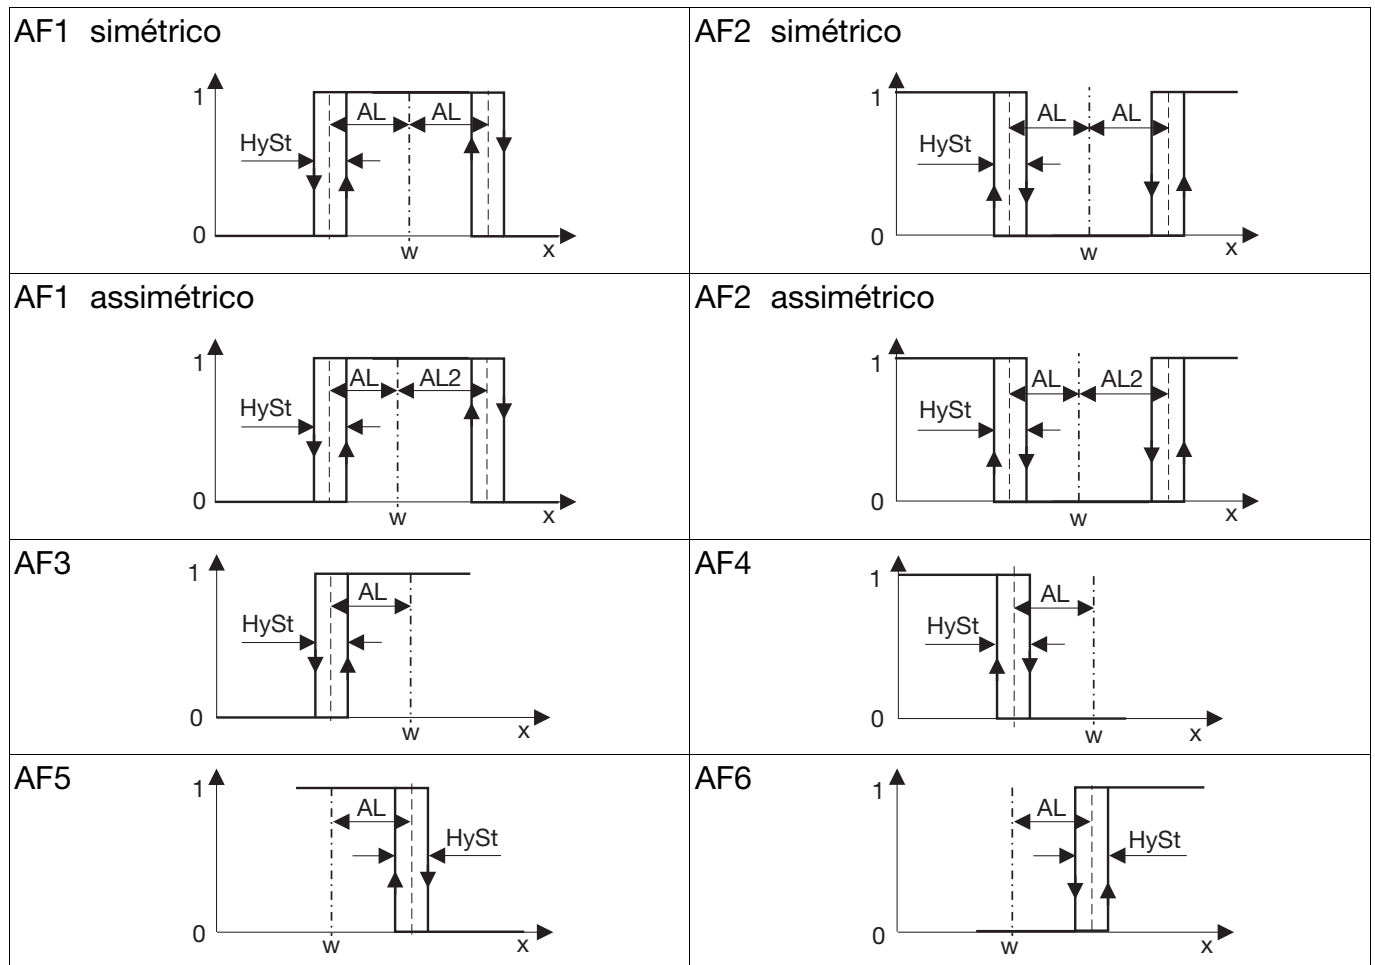 AF1 simétrico
1
AL AL
HySt
0
w
x
AF2 simétrico
1
AL AL
HySt
0
w
x
AF1 assimétrico
1
AL AL2
HySt
0
w
x
AF2 assimétrico
1
AL AL2
HySt
0
w
x
AF3
1
AL
HySt
0
w
x
AF4
1
AL
HySt
0
w
x
AF5
1
AL
HySt
0
w
x
AF6
1
AL
HySt
0
w
x